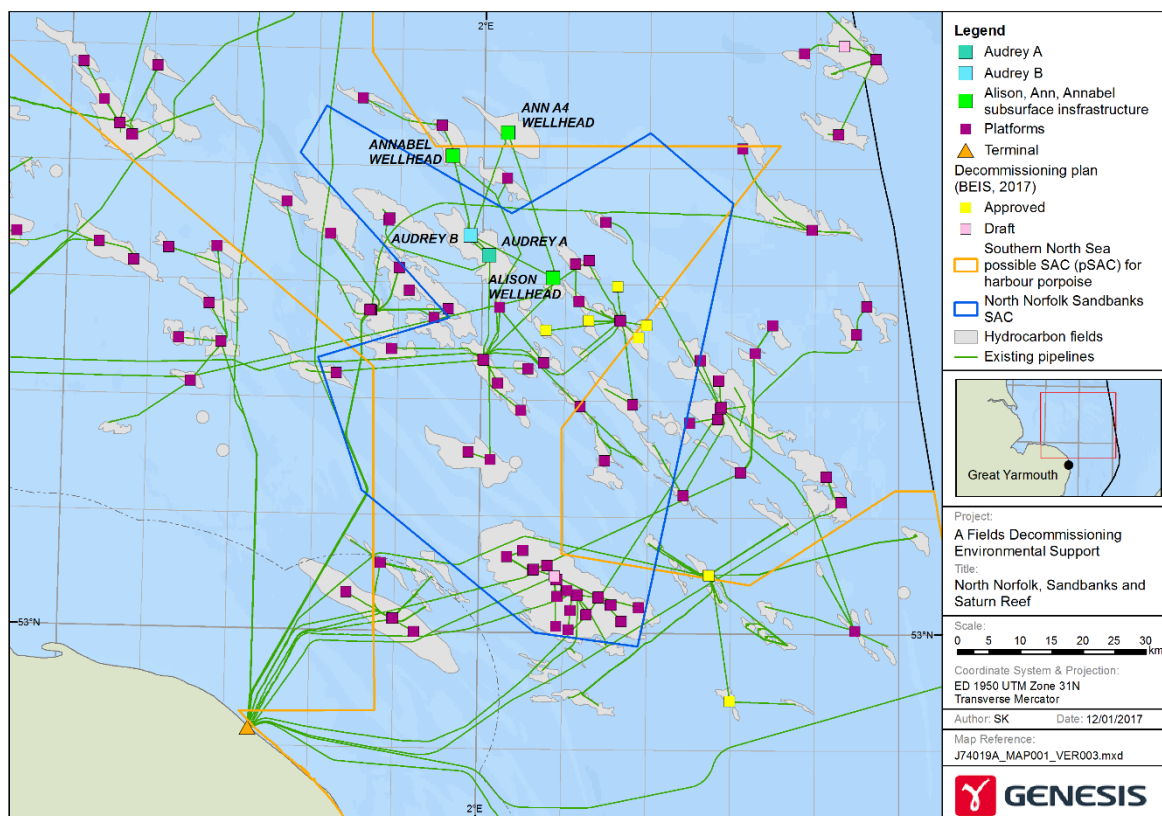 2°E
ANN A4
WELLHEAD
ANNABEL
WELLHEAD
AUDREY B
AUDREY A
ALISON
WELLHEAD
53°N
53°N
2°E
Legend
Audrey A
Audrey B
Alison, Ann, Annabel
subsurface insfrastructure
Platforms
Terminal
Decommissioning plan
(BEIS, 2017)
Approved
Draft
Southern North Sea
possible SAC (pSAC) for
harbour porpoise
North Norfolk Sandbanks
SAC
Hydrocarbon fields
Existing pipelines
Great Yarmouth
Project:
A Fields Decommissioning
Environmental Support
Title:
North Norfolk, Sandbanks and
Saturn Reef
Scale:
0 5 10 15 20 25 30
km
Coordinate System & Projection:
ED 1950 UTM Zone 31N
Transverse Mercator
Author: SK Date: 12/01/2017
Map Reference:
J74019A_MAP001_VER003.mxd
GENESIS